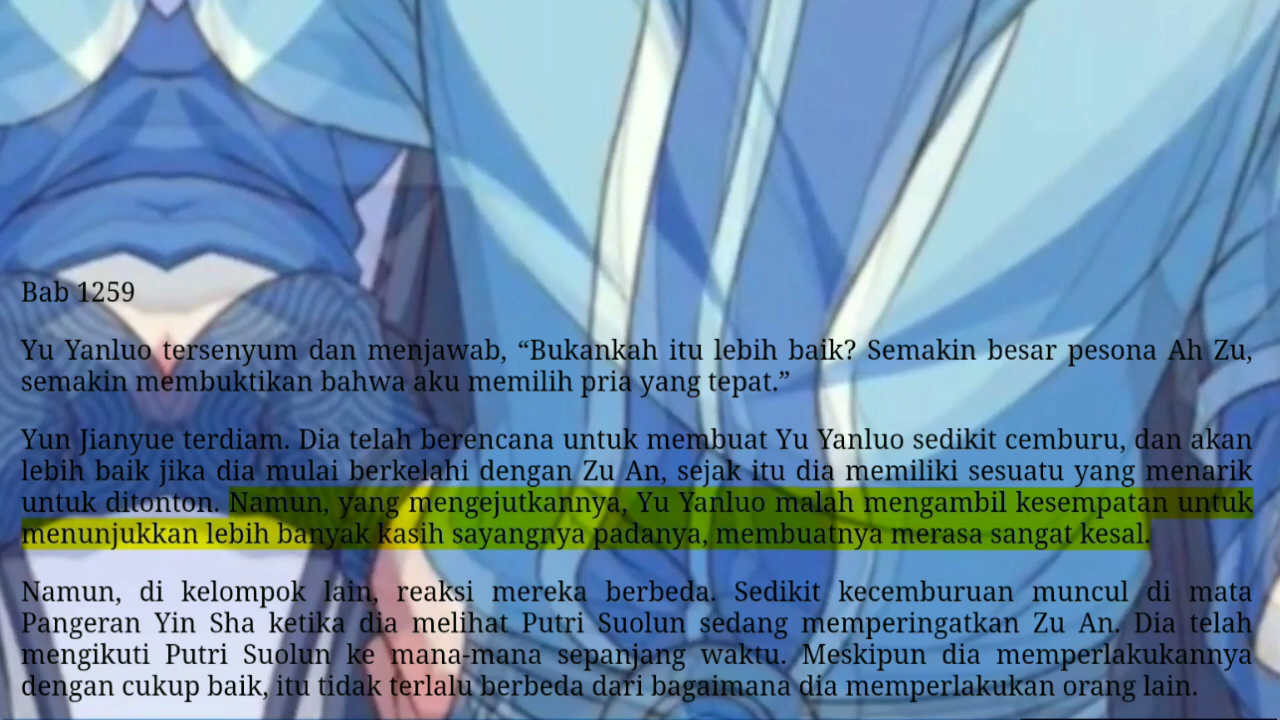 Bab 1259
Yu Yanluo tersenyum dan menjawab, “Bukankah itu lebih baik? Semakin besar pesona Ah Zu,
semakin membuktikan bahwa aku memilih pria yang tepat.”
Yun Jianyue terdiam. Dia telah berencana untuk membuat Yu Yanluo sedikit cemburu, dan akan
lebih baik jika dia mulai berkelahi dengan Zu An, sejak itu dia memiliki sesuatu yang menarik
untuk ditonton. Namun, yang mengejutkannya, Yu Yanluo malah mengambil kesempatan untuk
menunjukkan lebih banyak kasih sayangnya padanya, membuatnya merasa sangat kesal.
Namun, di kelompok lain, reaksi mereka berbeda. Sedikit kecemburuan muncul di mata
Pangeran Yin Sha ketika dia melihat Putri Suolun sedang memperingatkan Zu An. Dia telah
mengikuti Putri Suolun ke mana-mana sepanjang waktu. Meskipun dia memperlakukannya
dengan cukup baik, itu tidak terlalu berbeda dari bagaimana dia memperlakukan orang lain.